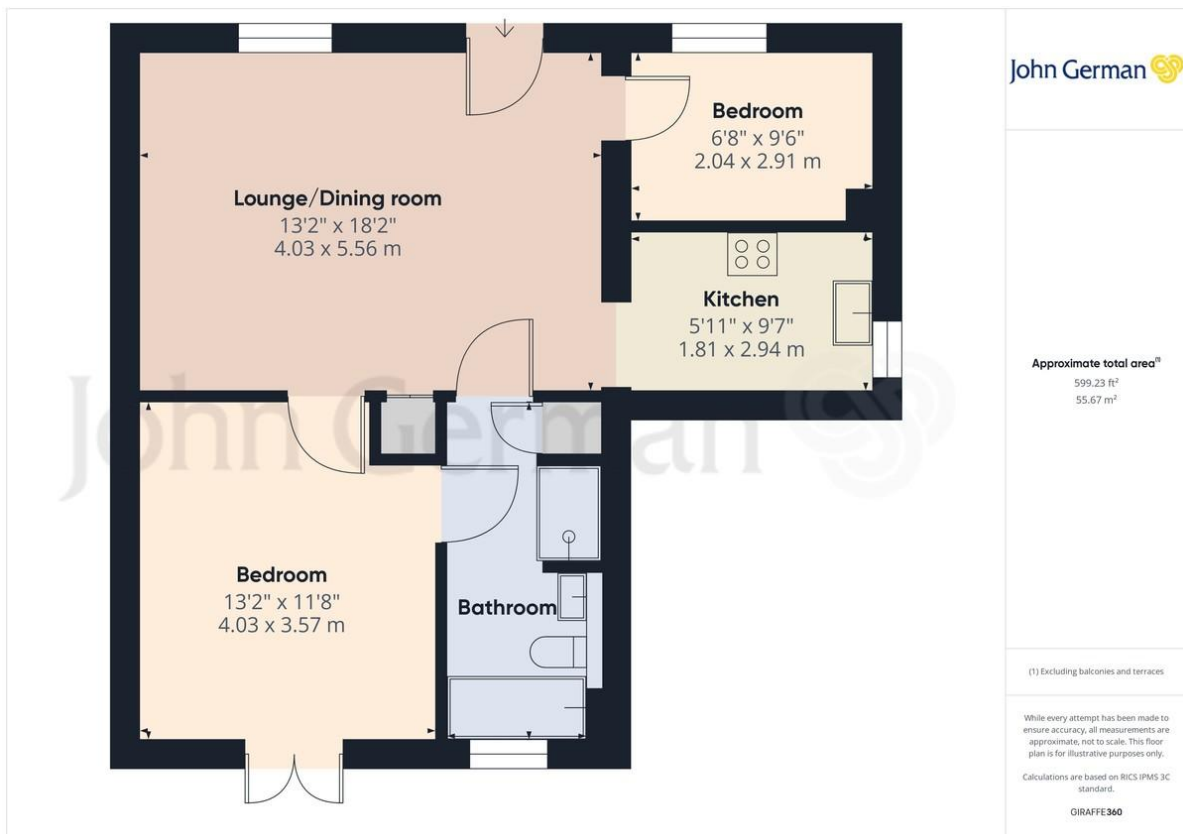 Lounge/Dining room
13'2" x 18'2"
4.03 x 5.56 m
Bedroom
6'8" x 9'6"
2.04 x 2.91 m
Kitchen
5'11" x 9'7"
1.81 x 2.94 m
Bedroom
13'2" x 11'8"
4.03 x 3.57 m
Bathroom
John German
John German
Approximate total area(1)
599.23 ft²
55.67 m²
(1) Excluding balconies and terraces
While every attempt has been made to
ensure accuracy, all measurements are
approximate, not to scale. This floor
plan is for illustrative purposes only.
Calculations are based on RICS IPMS 3C
standard.
GIRAFFE360